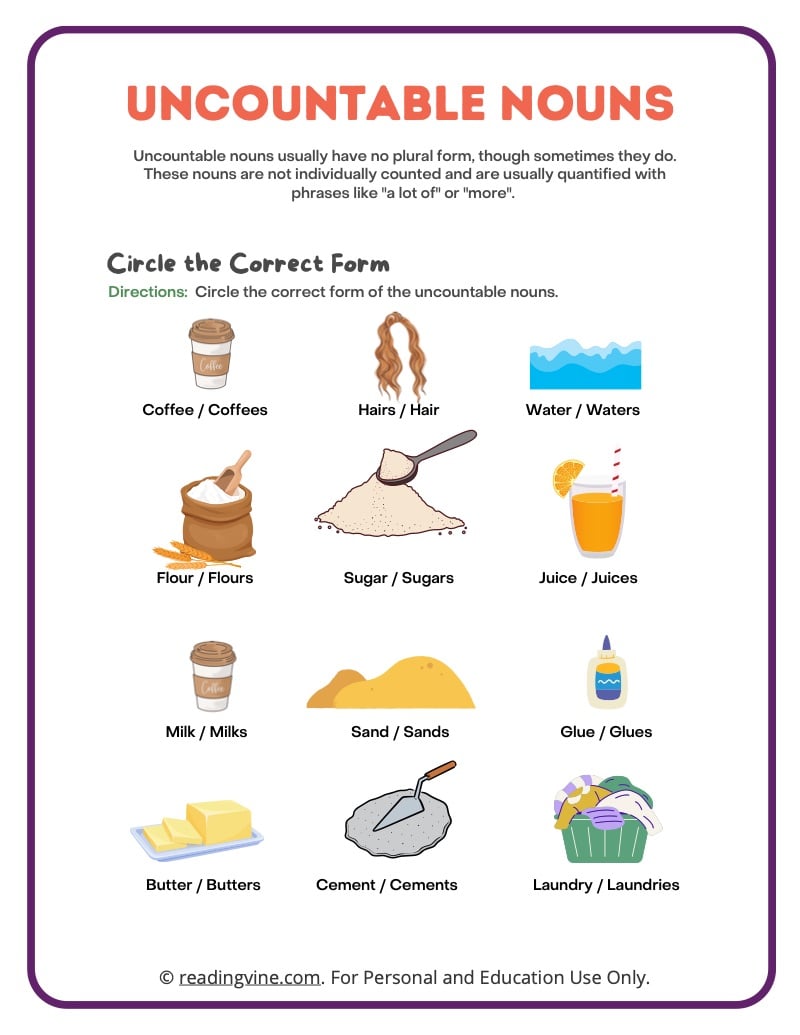 UNCOUNTABLE NOUNS
Uncountable nouns usually have no plural form, though sometimes they do.
These nouns are not individually counted and are usually quantified with
phrases like "a lot of" or "more".
Circle the Correct Form
Directions: Circle the correct form of the uncountable nouns.
Coffee
Coffee / Coffees
Hairs / Hair
Water / Waters
Flour / Flours
Sugar / Sugars
Juice / Juices
Coffee
Milk / Milks
Sand / Sands
Glue / Glues
Butter / Butters
Cement / Cements
Laundry / Laundries
© readingvine.com. For Personal and Education Use Only.